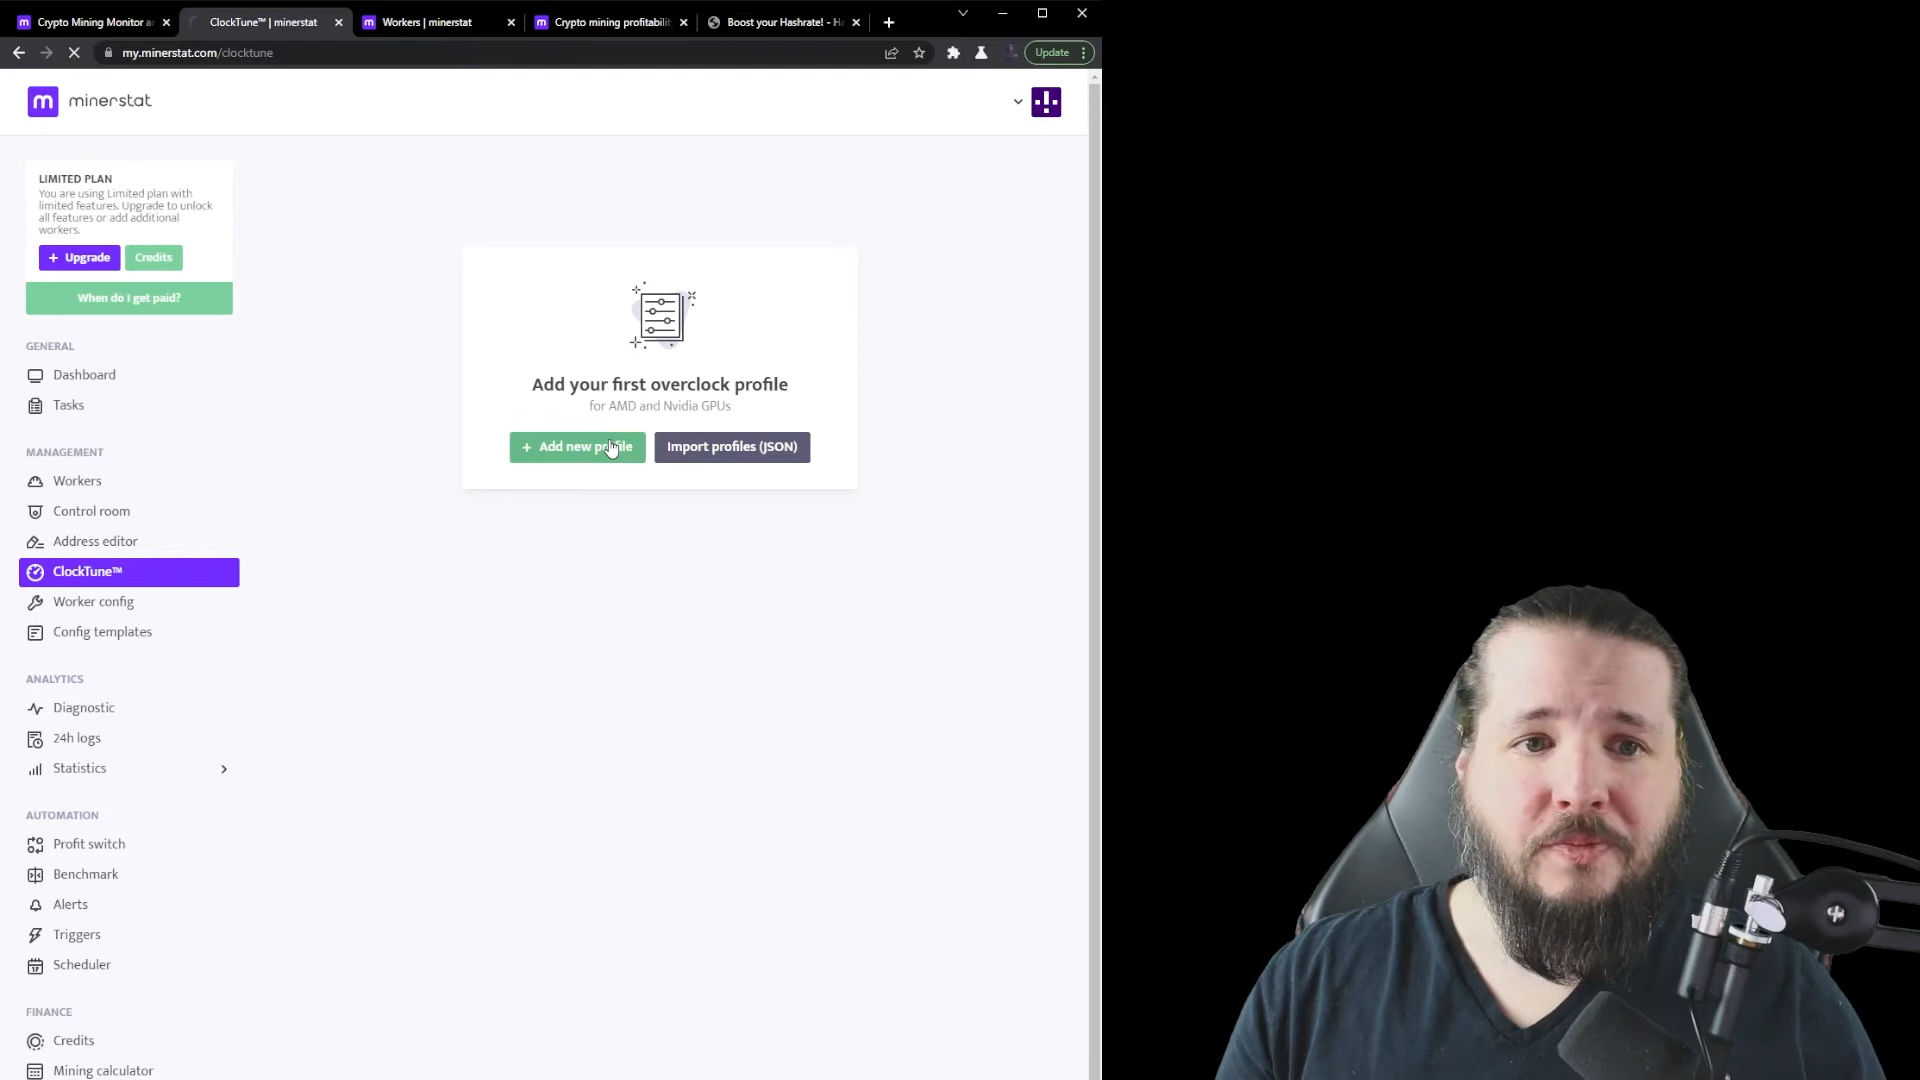 Crypto Mining Monitor a
ClockTune™ | minerstat
Workers | minerstat
Crypto mining profitabilit
Boost your Hashrate! - Ha
my.minerstat.com/clocktune
Update
m minerstat
LIMITED PLAN
You are using Limited plan with
limited features. Upgrade to unlock
all features or add additional
workers.
+ Upgrade
Credits
When do I get paid?
GENERAL
Dashboard
Tasks
MANAGEMENT
Workers
Control room
Address editor
ClockTune™
Worker config
Config templates
ANALYTICS
Diagnostic
24h logs
Statistics
AUTOMATION
Profit switch
Benchmark
Alerts
Triggers
Scheduler
FINANCE
Credits
Mining calculator
Add your first overclock profile
for AMD and Nvidia GPUs
+ Add new profile
Import profiles (JSON)